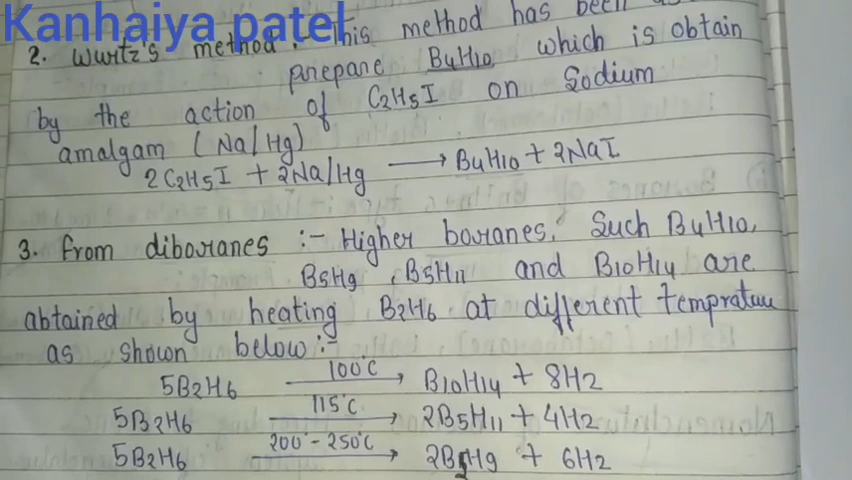 Kanhaiya patel
2. Wurtz's method :- This method has been
prepare B4H10 which is obtain
by the action of C2H5I on Sodium
amalgam (Na/Hg)
2C2H5I + 2Na/Hg ⟶ B4H10 + 2NaI
3. From diboranes :- Higher boranes, Such B4H10,
B5H9, B5H11 and B10H14 are
obtained by heating B2H6 at different tempratuu
as shown below:-
5B2H6 —100°C→ B10H14 + 8H2
5B2H6 —115°C→ 2B5H11 + 4H2
5B2H6 —200°-250°C→ 2B5H9 + 6H2